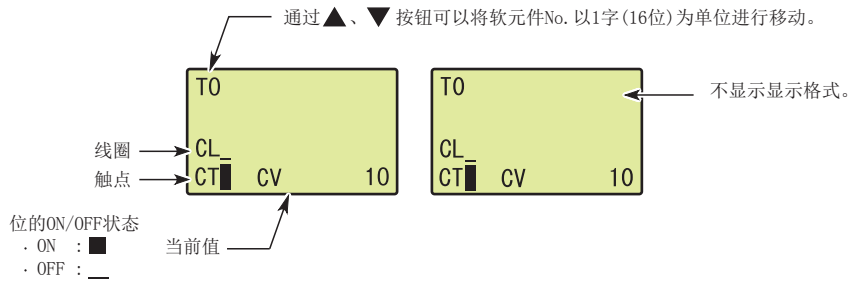 通过▲、▼按钮可以将软元件No.以1字(16位)为单位进行移动。
T0 T0
不显示显示格式。
线圈 CL_ CL_
触点 CT■ CV 10 CT■ CV 10
位的ON/OFF状态
· ON :■ 当前值
· OFF :_